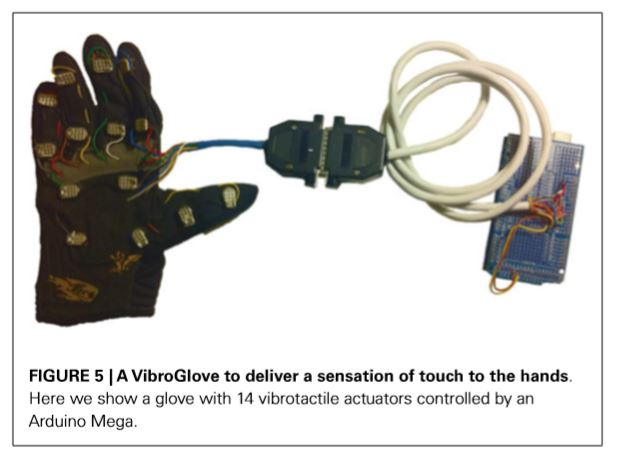 FIGURE 5 | A VibroGlove to deliver a sensation of touch to the hands.
Here we show a glove with 14 vibrotactile actuators controlled by an
Arduino Mega.